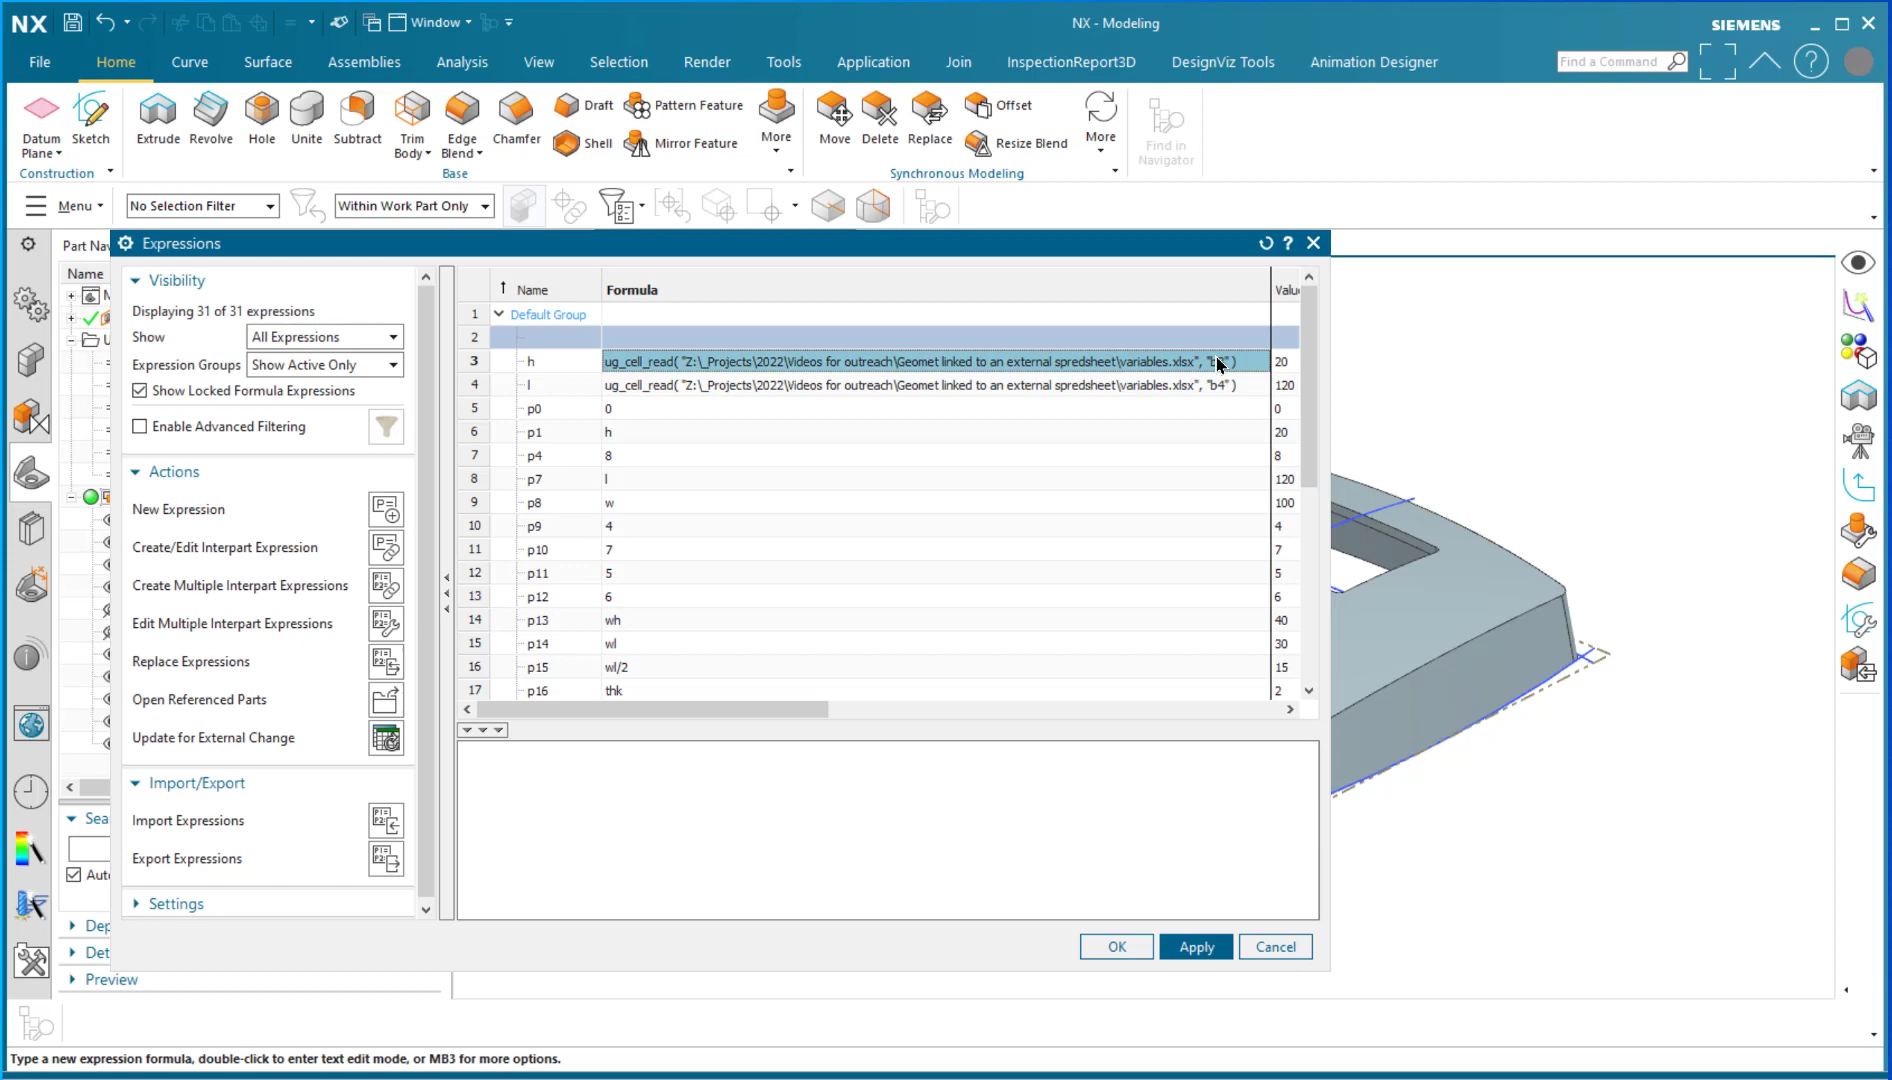 NX
Window
NX - Modeling
SIEMENS
File Home Curve Surface Assemblies Analysis View Selection Render Tools Application Join InspectionReport3D DesignViz Tools Animation Designer
Find a Command
Datum Plane
Sketch
Extrude
Revolve
Hole
Unite
Subtract
Trim Body
Edge Blend
Chamfer
Draft
Shell
Pattern Feature
Mirror Feature
More
Move
Delete
Replace
Offset
Resize Blend
More
Find in Navigator
Construction
Base
Synchronous Modeling
Menu
No Selection Filter
Within Work Part Only
Part Nav
Name
Expressions
Visibility
Displaying 31 of 31 expressions
Show All Expressions
Expression Groups Show Active Only
Show Locked Formula Expressions
Enable Advanced Filtering
Actions
New Expression
Create/Edit Interpart Expression
Create Multiple Interpart Expressions
Edit Multiple Interpart Expressions
Replace Expressions
Open Referenced Parts
Update for External Change
Import/Export
Import Expressions
Export Expressions
Settings
Name Formula Value
1 Default Group
2
3 h ug_cell_read( "Z:\_Projects\2022\Videos for outreach\Geomet linked to an external spredsheet\variables.xlsx", " ) 20
4 l ug_cell_read( "Z:\_Projects\2022\Videos for outreach\Geomet linked to an external spredsheet\variables.xlsx", "b4" ) 120
5 p0 0 0
6 p1 h 20
7 p4 8 8
8 p7 l 120
9 p8 w 100
10 p9 4 4
11 p10 7 7
12 p11 5 5
13 p12 6 6
14 p13 wh 40
15 p14 wl 30
16 p15 wl/2 15
17 p16 thk 2
OK Apply Cancel
Sea
Auto
Dep
Det
Preview
Type a new expression formula, double-click to enter text edit mode, or MB3 for more options.